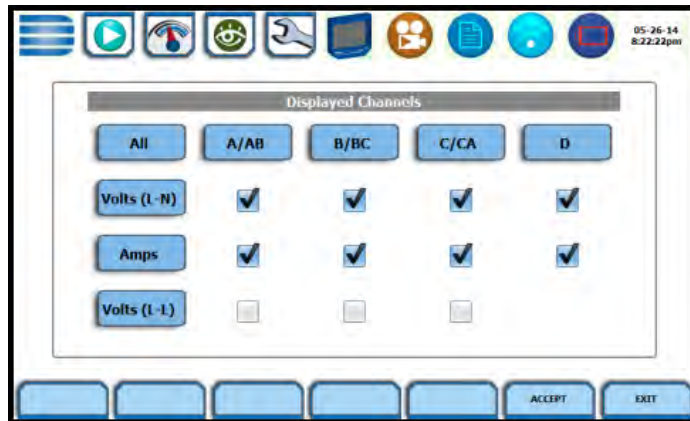 05-26-14
8:22:22pm
Displayed Channels
All A/AB B/BC C/CA D
Volts (L-N)
Amps
Volts (L-L)
ACCEPT EXIT